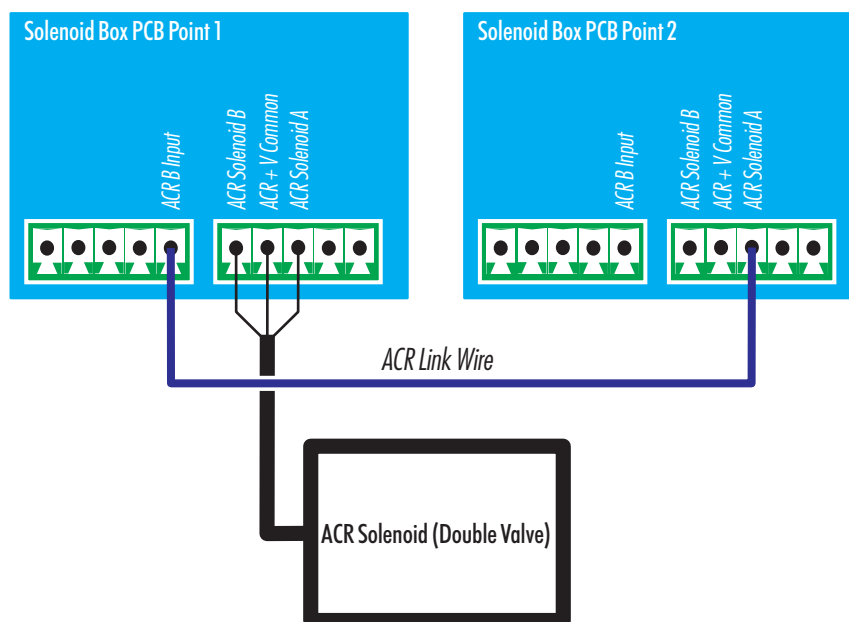 Solenoid Box PCB Point 1
ACR B Input
ACR Solenoid B
ACR + V Common
ACR Solenoid A
Solenoid Box PCB Point 2
ACR B Input
ACR Solenoid B
ACR + V Common
ACR Solenoid A
ACR Link Wire
ACR Solenoid (Double Valve)